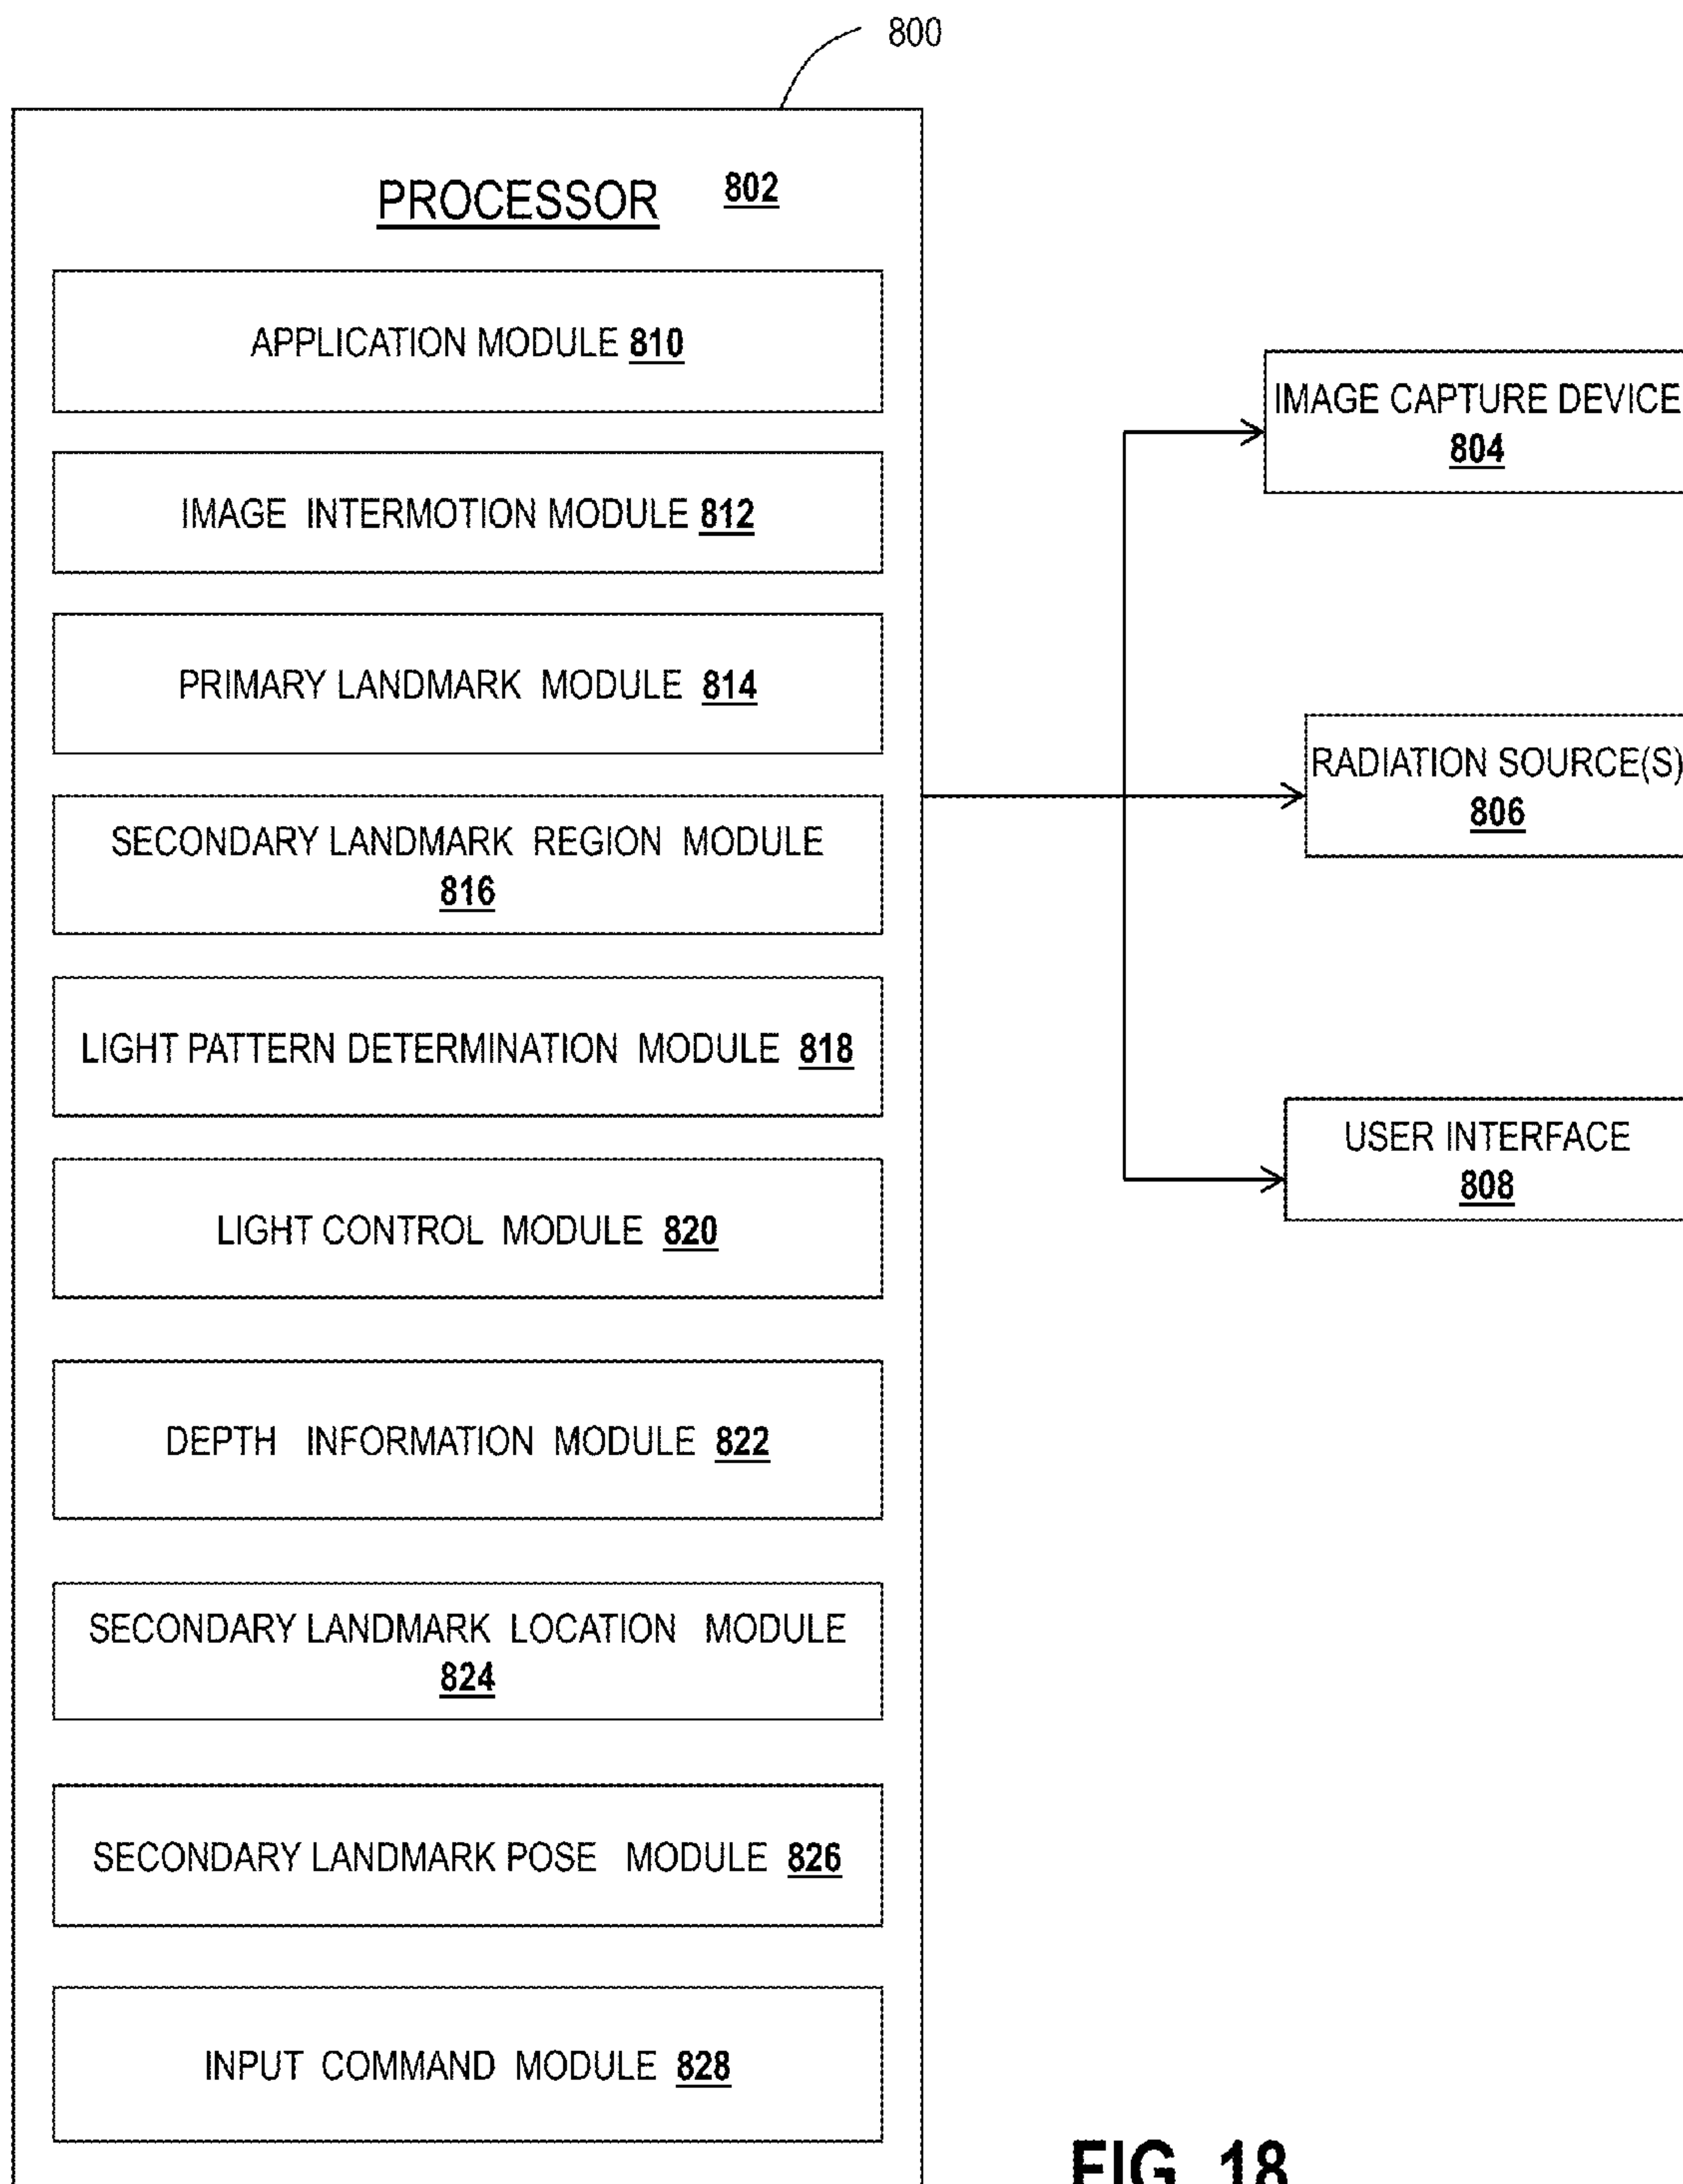 800
PROCESSOR 802
APPLICATION MODULE 810
IMAGE INTERMOTION MODULE 812
PRIMARY LANDMARK MODULE 814
SECONDARY LANDMARK REGION MODULE
816
LIGHT PATTERN DETERMINATION MODULE 818
LIGHT CONTROL MODULE 820
DEPTH INFORMATION MODULE 822
SECONDARY LANDMARK LOCATION MODULE
824
SECONDARY LANDMARK POSE MODULE 826
INPUT COMMAND MODULE 828
IMAGE CAPTURE DEVICE
804
RADIATION SOURCE(S)
806
USER INTERFACE
808
FIG. 18